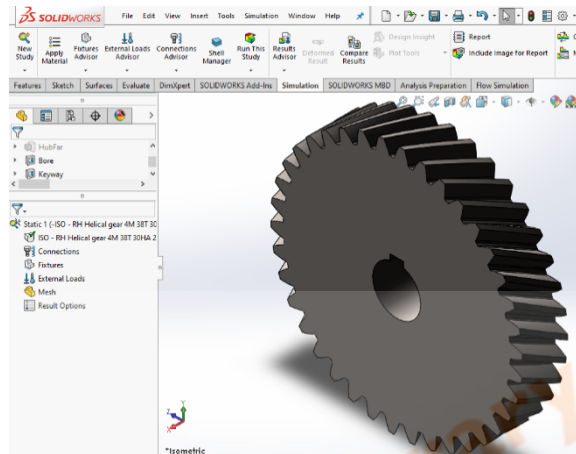 SOLIDWORKS File Edit View Insert Tools Simulation Window Help
New Study
Apply Material
Fixtures Advisor
External Loads Advisor
Connections Advisor
Shell Manager
Run This Study
Results Advisor
Deformed Result
Compare Results
Design Insight
Plot Tools
Report
Include Image for Report
Features Sketch Surfaces Evaluate DimXpert SOLIDWORKS Add-Ins Simulation SOLIDWORKS MBD Analysis Preparation Flow Simulation
HubFar
Bore
Keyway
Static 1 (-ISO - RH Helical gear 4M 38T 30
ISO - RH Helical gear 4M 38T 30HA 2
Connections
Fixtures
External Loads
Mesh
Result Options
Z Y X
*Isometric